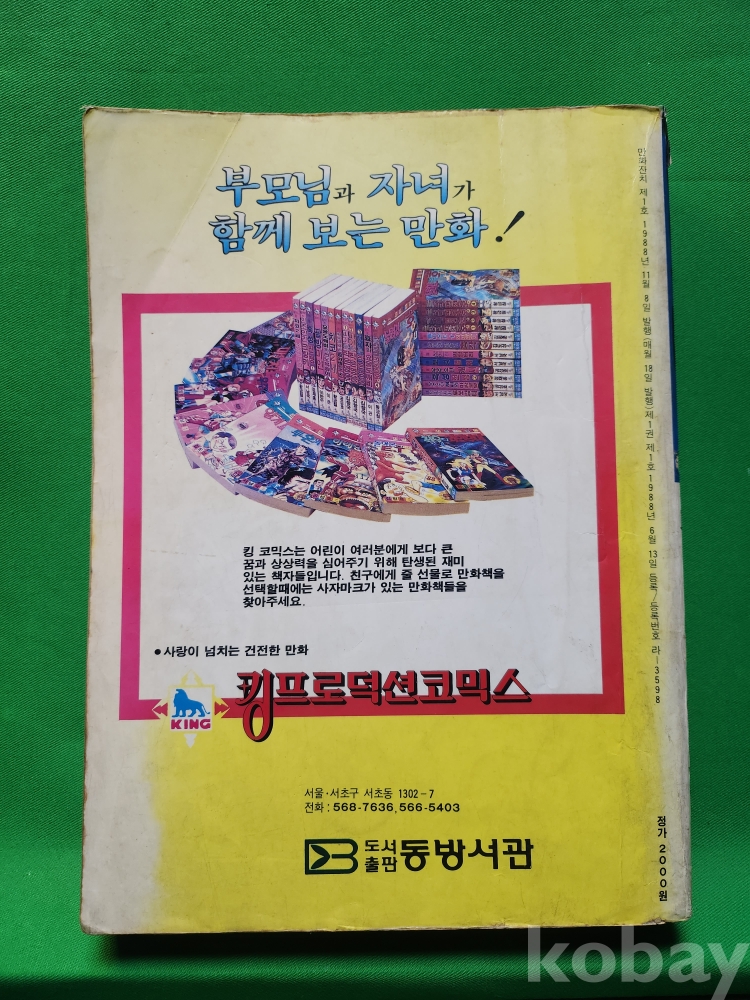 부모님과 자녀가
함께 보는 만화!
킹 코믹스는 어린이 여러분에게 보다 큰
꿈과 상상력을 심어주기 위해 탄생된 재미
있는 책자들입니다. 친구에게 줄 선물로 만화책을
선택할때에는 사자마크가 있는 만화책들을
찾아주세요.
●사랑이 넘치는 건전한 만화
KING
킹프로덕션코믹스
서울·서초구 서초동 1302-7
전화 : 568-7636, 566-5403
도서
출판 동방서관
만화잔치 제1호 1988년 11월 8일 발행(매월 18일 발행)제1권 제1호 1988년 6월 13일 등록/등록번호 라-3598
정가 2000원
kobay